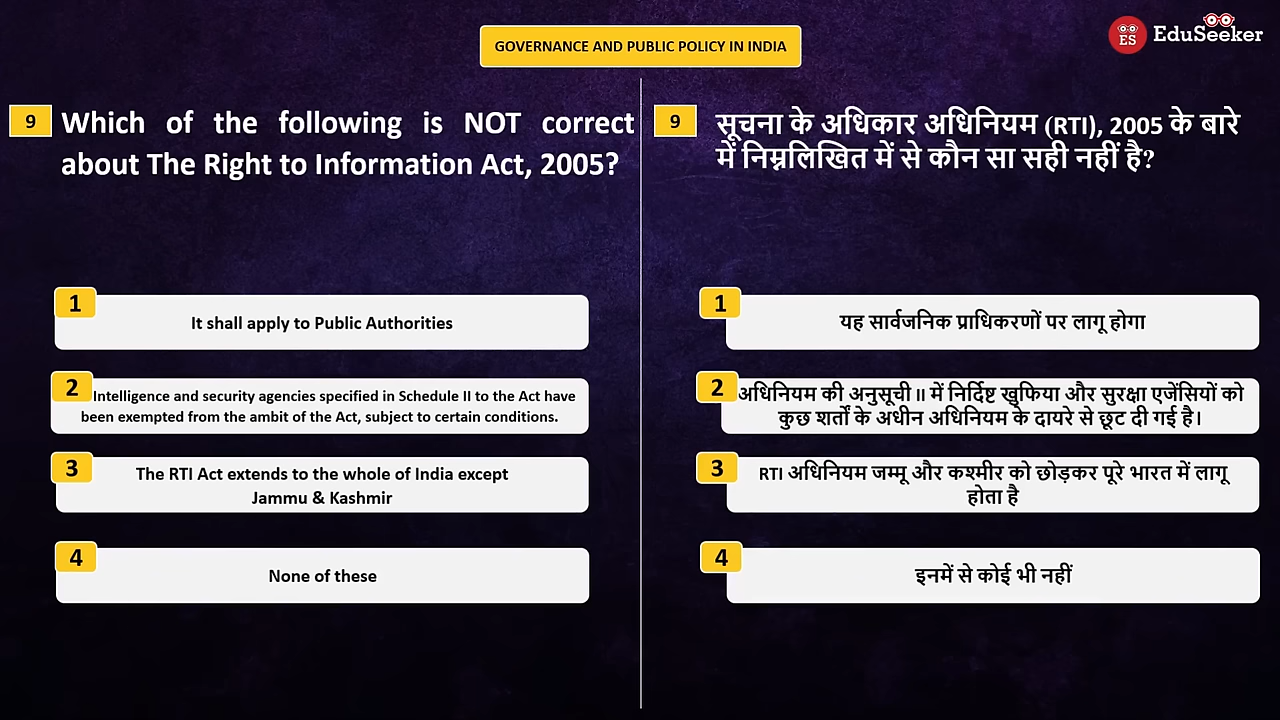 GOVERNANCE AND PUBLIC POLICY IN INDIA
ES EduSeeker
9
Which of the following is NOT correct
about The Right to Information Act, 2005?
1
It shall apply to Public Authorities
2
Intelligence and security agencies specified in Schedule II to the Act have
been exempted from the ambit of the Act, subject to certain conditions.
3
The RTI Act extends to the whole of India except
Jammu & Kashmir
4
None of these
9
सूचना के अधिकार अधिनियम (RTI), 2005 के बारे
में निम्नलिखित में से कौन सा सही नहीं है?
1
यह सार्वजनिक प्राधिकरणों पर लागू होगा
2
अधिनियम की अनुसूची II में निर्दिष्ट खुफिया और सुरक्षा एजेंसियों को
कुछ शर्तों के अधीन अधिनियम के दायरे से छूट दी गई है।
3
RTI अधिनियम जम्मू और कश्मीर को छोड़कर पूरे भारत में लागू
होता है
4
इनमें से कोई भी नहीं